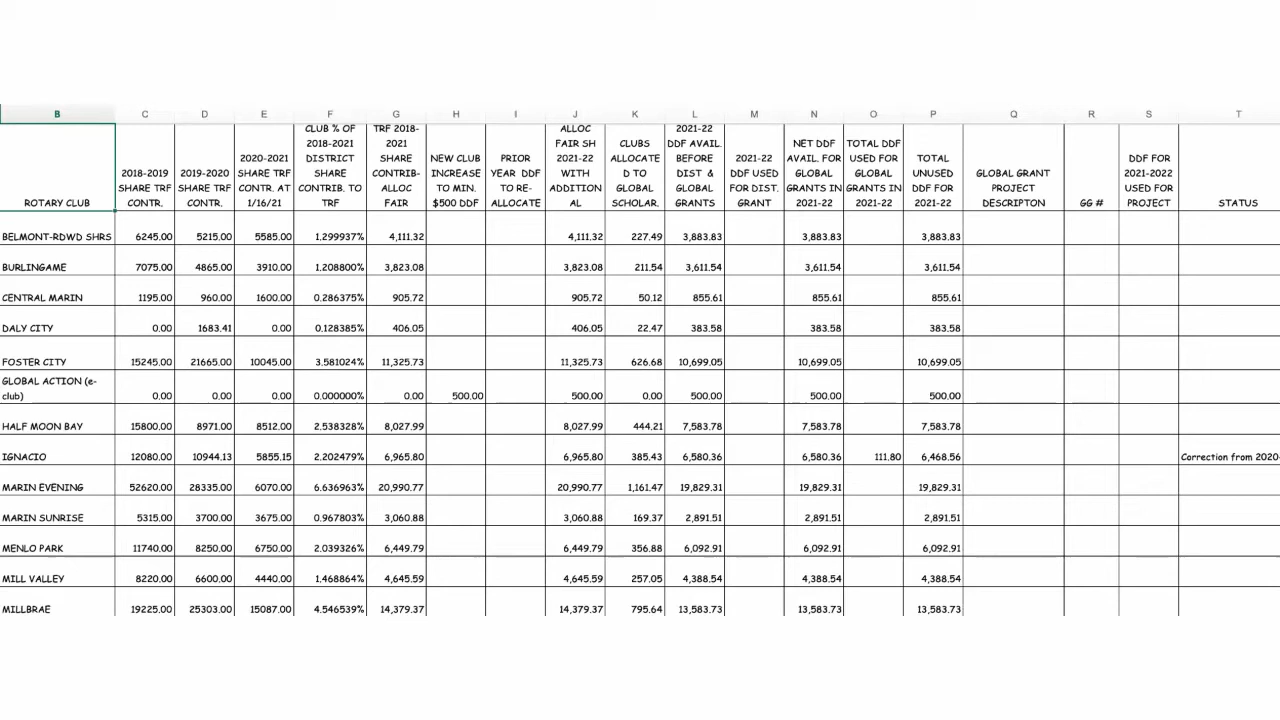 B C D E F G H I J K L M N O P Q R S T
ROTARY CLUB
2018-2019 SHARE TRF CONTR.
2019-2020 SHARE TRF CONTR.
2020-2021 SHARE TRF CONTR. AT 1/16/21
CLUB % OF 2018-2021 DISTRICT SHARE CONTRIB. TO TRF
TRF 2018-2021 SHARE CONTRIB- ALLOC FAIR
NEW CLUB INCREASE TO MIN. $500 DDF
PRIOR YEAR DDF TO RE-ALLOCATE
ALLOC FAIR SH 2021-22 WITH ADDITION AL
CLUBS ALLOCATE D TO GLOBAL SCHOLAR.
2021-22 DDF AVAIL. BEFORE DIST & GLOBAL GRANTS
2021-22 DDF USED FOR DIST. GRANT
NET DDF AVAIL. FOR GLOBAL GRANTS IN 2021-22
TOTAL DDF USED FOR GLOBAL GRANTS IN 2021-22
TOTAL UNUSED DDF FOR 2021-22
GLOBAL GRANT PROJECT DESCRIPTON
GG #
DDF FOR 2021-2022 USED FOR PROJECT
STATUS
BELMONT-RDWD SHRS 6245.00 5215.00 5585.00 1.299937% 4,111.32 4,111.32 227.49 3,883.83 3,883.83 3,883.83
BURLINGAME 7075.00 4865.00 3910.00 1.208800% 3,823.08 3,823.08 211.54 3,611.54 3,611.54 3,611.54
CENTRAL MARIN 1195.00 960.00 1600.00 0.286375% 905.72 905.72 50.12 855.61 855.61 855.61
DALY CITY 0.00 1683.41 0.00 0.128385% 406.05 406.05 22.47 383.58 383.58 383.58
FOSTER CITY 15245.00 21665.00 10045.00 3.581024% 11,325.73 11,325.73 626.68 10,699.05 10,699.05 10,699.05
GLOBAL ACTION (e-
club) 0.00 0.00 0.00 0.000000% 0.00 500.00 500.00 0.00 500.00 500.00 500.00
HALF MOON BAY 15800.00 8971.00 8512.00 2.538328% 8,027.99 8,027.99 444.21 7,583.78 7,583.78 7,583.78
IGNACIO 12080.00 10944.13 5855.15 2.202479% 6,965.80 6,965.80 385.43 6,580.36 6,580.36 111.80 6,468.56 Correction from 2020-
MARIN EVENING 52620.00 28335.00 6070.00 6.636963% 20,990.77 20,990.77 1,161.47 19,829.31 19,829.31 19,829.31
MARIN SUNRISE 5315.00 3700.00 3675.00 0.967803% 3,060.88 3,060.88 169.37 2,891.51 2,891.51 2,891.51
MENLO PARK 11740.00 8250.00 6750.00 2.039326% 6,449.79 6,449.79 356.88 6,092.91 6,092.91 6,092.91
MILL VALLEY 8220.00 6600.00 4440.00 1.468864% 4,645.59 4,645.59 257.05 4,388.54 4,388.54 4,388.54
MILLBRAE 19225.00 25303.00 15087.00 4.546539% 14,379.37 14,379.37 795.64 13,583.73 13,583.73 13,583.73